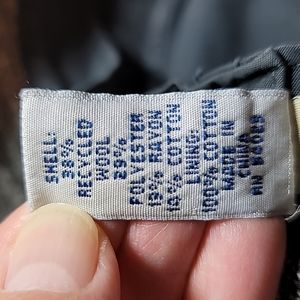 SHELL:
33%
RECYCLED
WOOL
29%
POLYESTER
19% RAYON
19% COTTON
LINING:
100% COTTON
MADE IN
CHINA